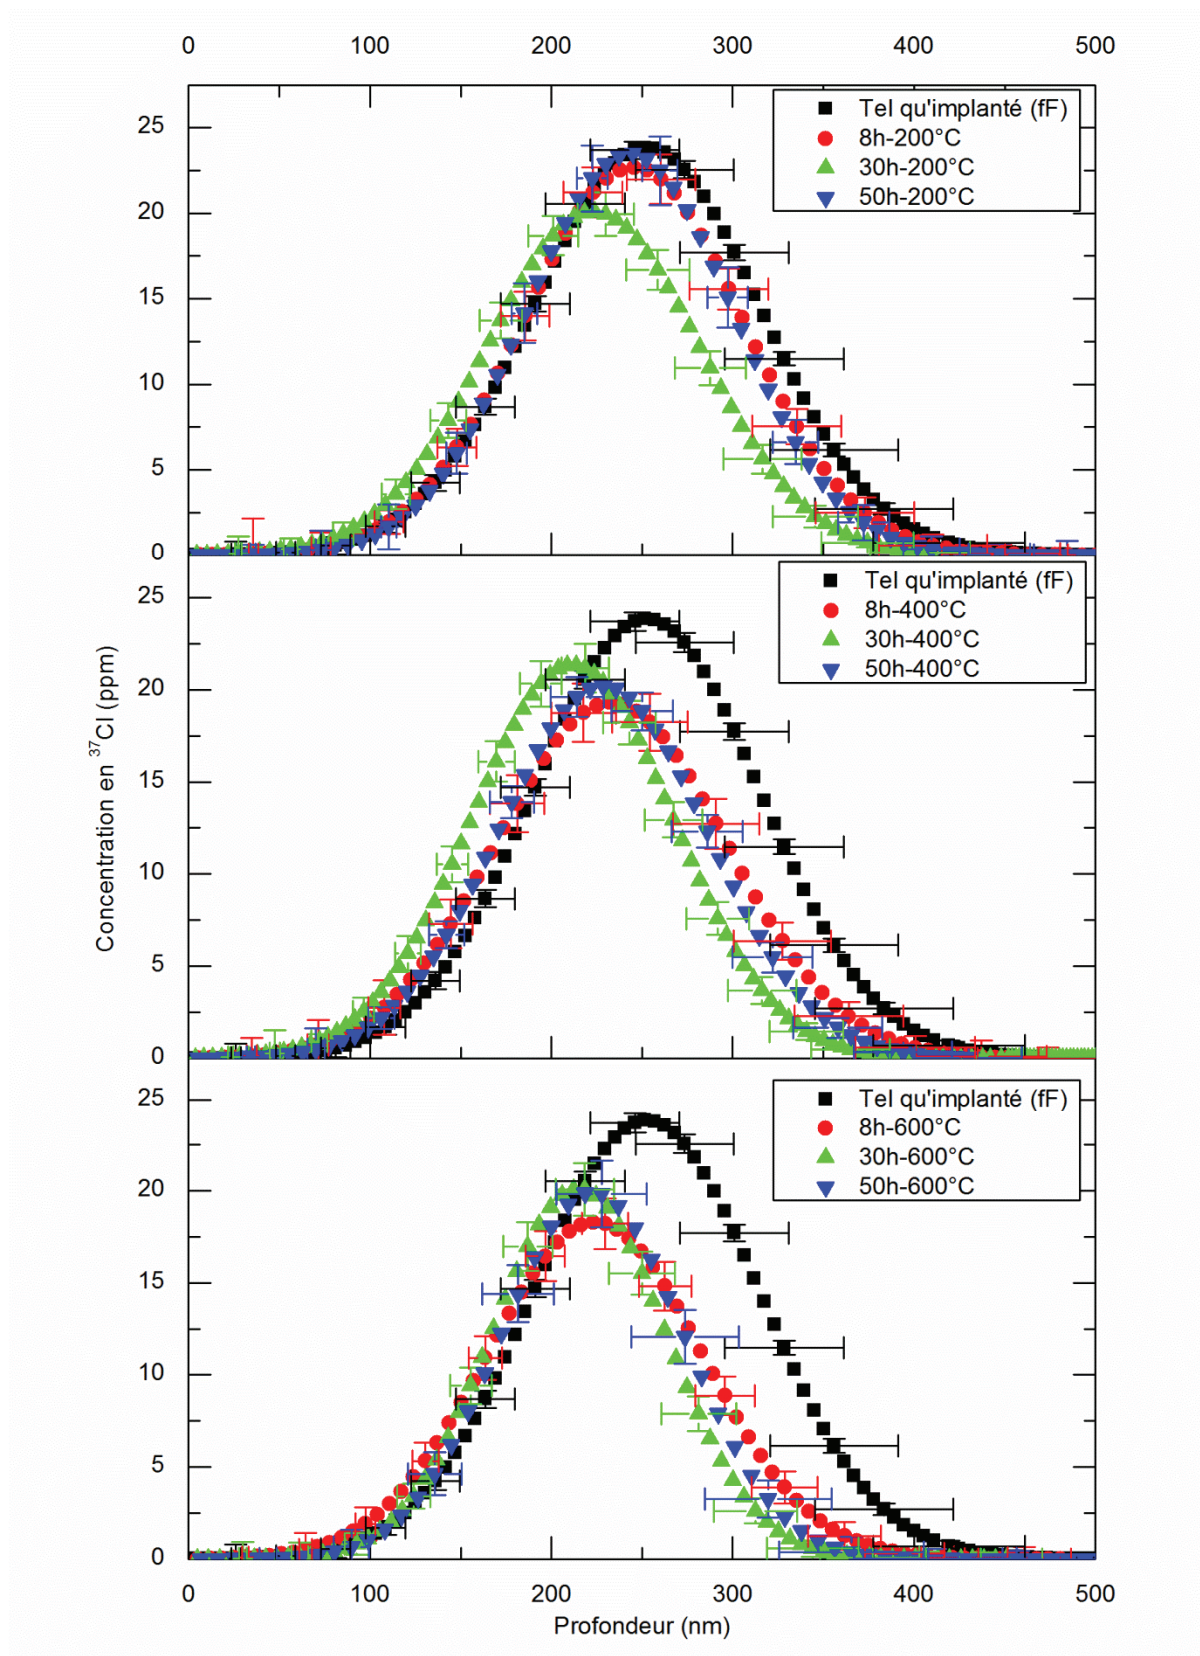 0 100 200 300 400 500
Tel qu'implanté (fF)
8h-200°C
30h-200°C
50h-200°C
25
20
15
10
5
0
Tel qu'implanté (fF)
8h-400°C
30h-400°C
50h-400°C
25
20
15
10
5
0
Concentration en ³⁷Cl (ppm)
Tel qu'implanté (fF)
8h-600°C
30h-600°C
50h-600°C
25
20
15
10
5
0
0 100 200 300 400 500
Profondeur (nm)